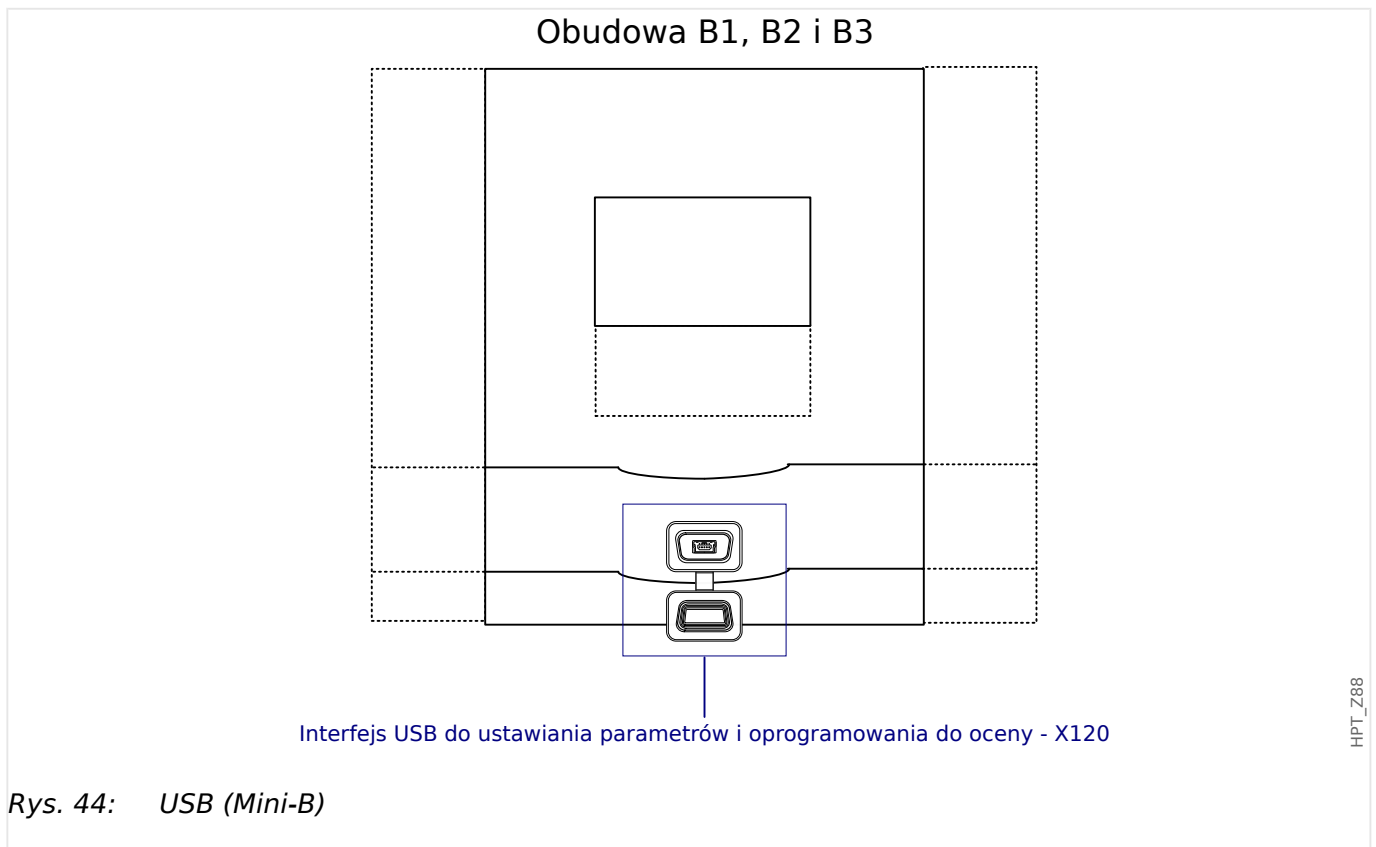 Obudowa B1, B2 i B3
Interfejs USB do ustawiania parametrów i oprogramowania do oceny - X120
HPT_Z88
Rys. 44: USB (Mini-B)